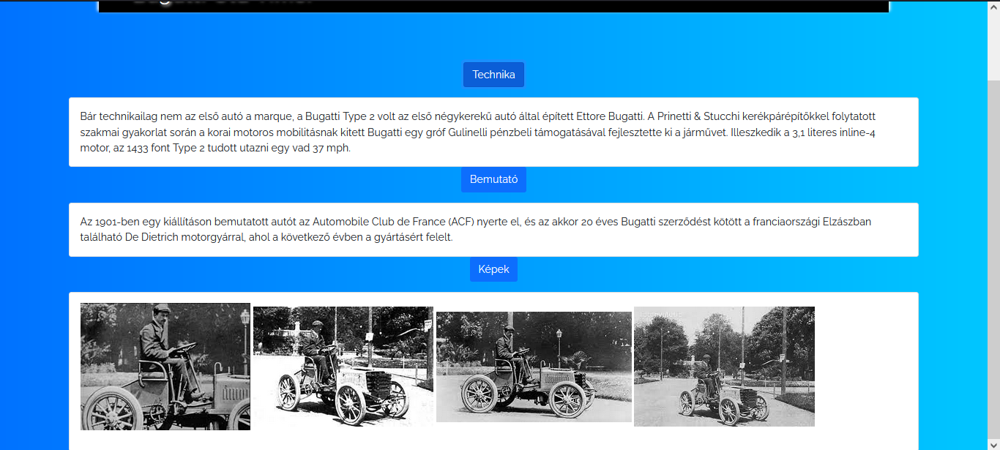 Technika
Bár technikailag nem az első autó a marque, a Bugatti Type 2 volt az első négykerekű autó által épített Ettore Bugatti. A Prinetti & Stucchi kerékpárépítőkkel folytatott
szakmai gyakorlat során a korai motoros mobilitásnak kitett Bugatti egy gróf Gulinelli pénzbeli támogatásával fejlesztette ki a járművet. Illeszkedik a 3,1 literes inline-4
motor, az 1433 font Type 2 tudott utazni egy vad 37 mph.
Bemutató
Az 1901-ben egy kiállításon bemutatott autót az Automobile Club de France (ACF) nyerte el, és az akkor 20 éves Bugatti szerződést kötött a franciaországi Elzászban
található De Dietrich motorgyárral, ahol a következő évben a gyártásért felelt.
Képek